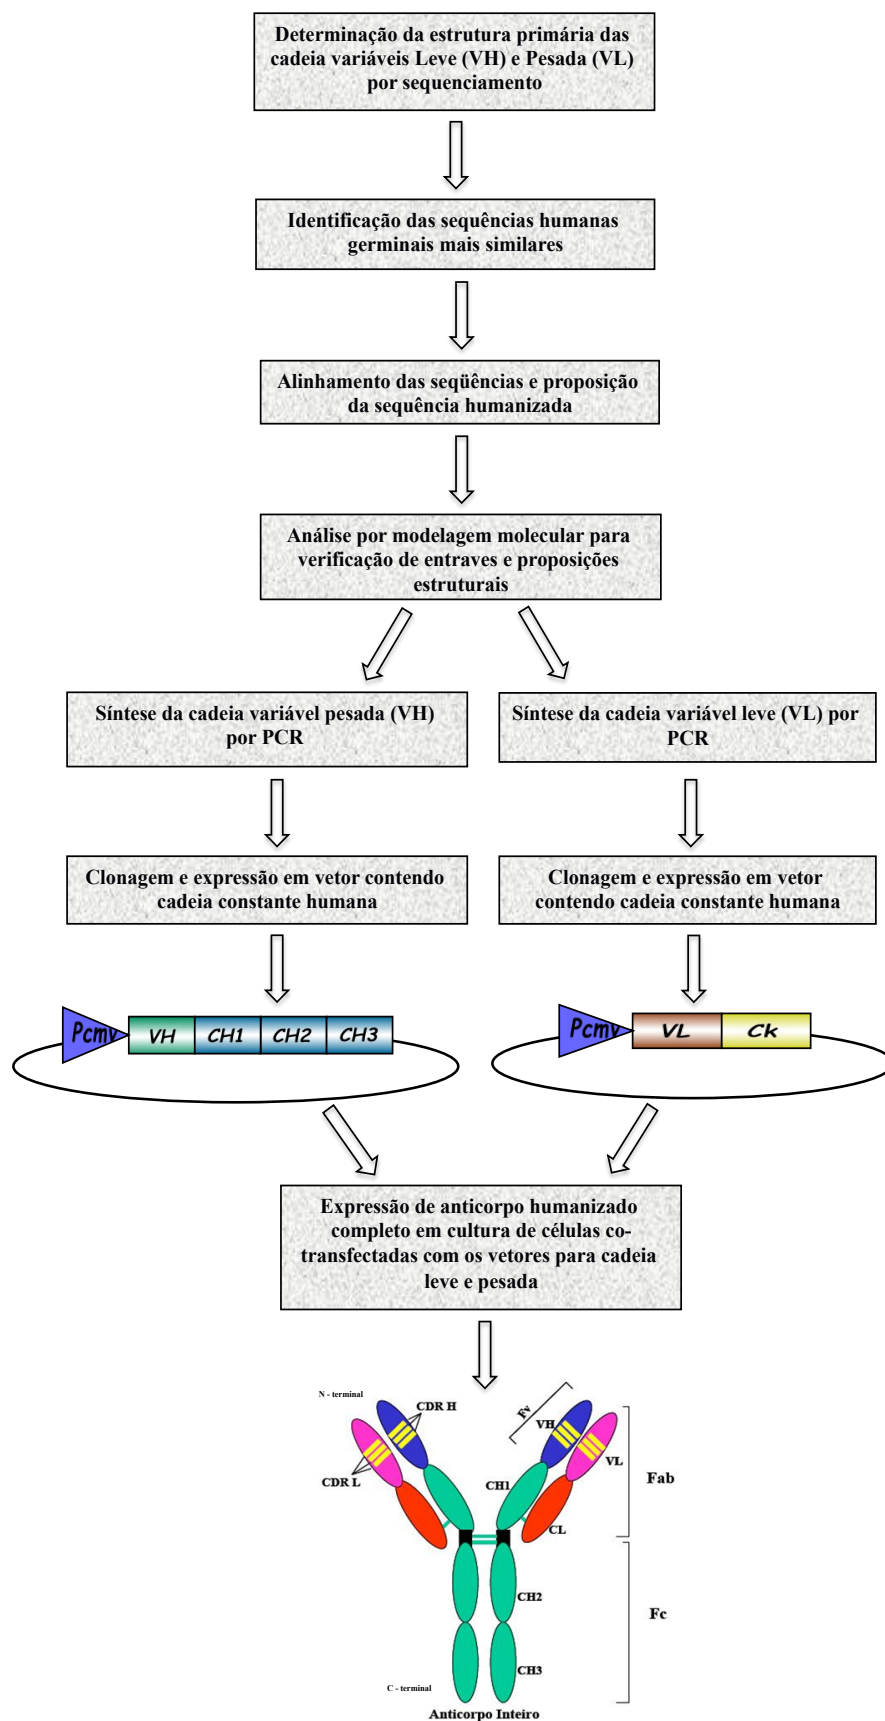 Determinação da estrutura primária das
cadeia variáveis Leve (VH) e Pesada (VL)
por sequenciamento
Identificação das sequências humanas
germinais mais similares
Alinhamento das seqüências e proposição
da sequência humanizada
Análise por modelagem molecular para
verificação de entraves e proposições
estruturais
Síntese da cadeia variável pesada (VH)
por PCR
Síntese da cadeia variável leve (VL) por
PCR
Clonagem e expressão em vetor contendo
cadeia constante humana
Clonagem e expressão em vetor
contendo cadeia constante humana
Pcmv VH CH1 CH2 CH3
Pcmv VL Ck
Expressão de anticorpo humanizado
completo em cultura de células co-
transfectadas com os vetores para cadeia
leve e pesada
N - terminal
CDR H
CDR L
Fv
VH
VL
Fab
CH1
CL
CH2
Fc
CH3
C - terminal
Anticorpo Inteiro